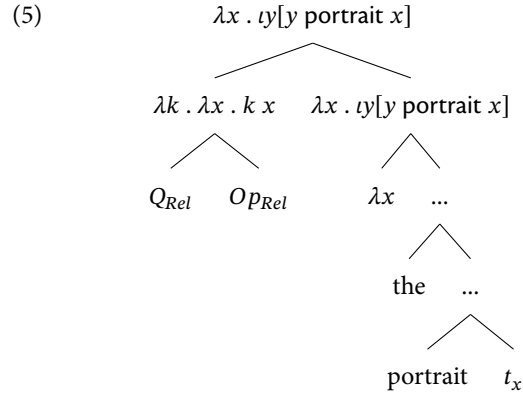 (5) λx . ιy[y portrait x]
λk . λx . k x λx . ιy[y portrait x]
Q_Rel Op_Rel λx ...
the ...
portrait t_x